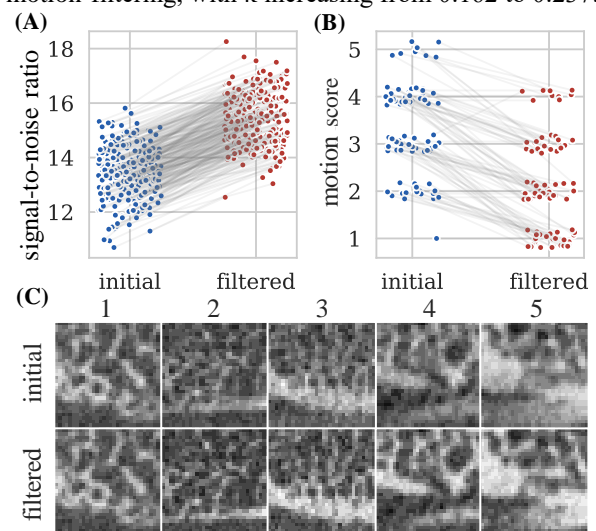 (A)
(B)
signal-to-noise ratio
18
16
14
12
initial
filtered
motion score
5
4
3
2
1
initial
filtered
(C)
1 2 3 4 5
initial
filtered